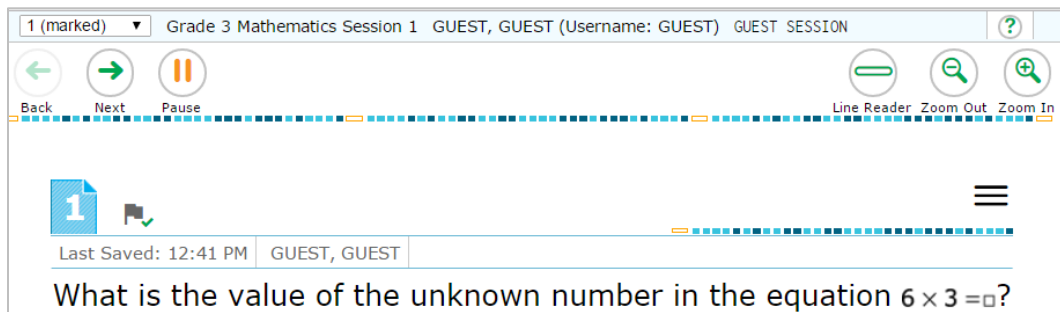 1 (marked) ▼ Grade 3 Mathematics Session 1 GUEST, GUEST (Username: GUEST) GUEST SESSION ?
Back Next Pause Line Reader Zoom Out Zoom In
1
Last Saved: 12:41 PM GUEST, GUEST
What is the value of the unknown number in the equation 6 × 3 =□?